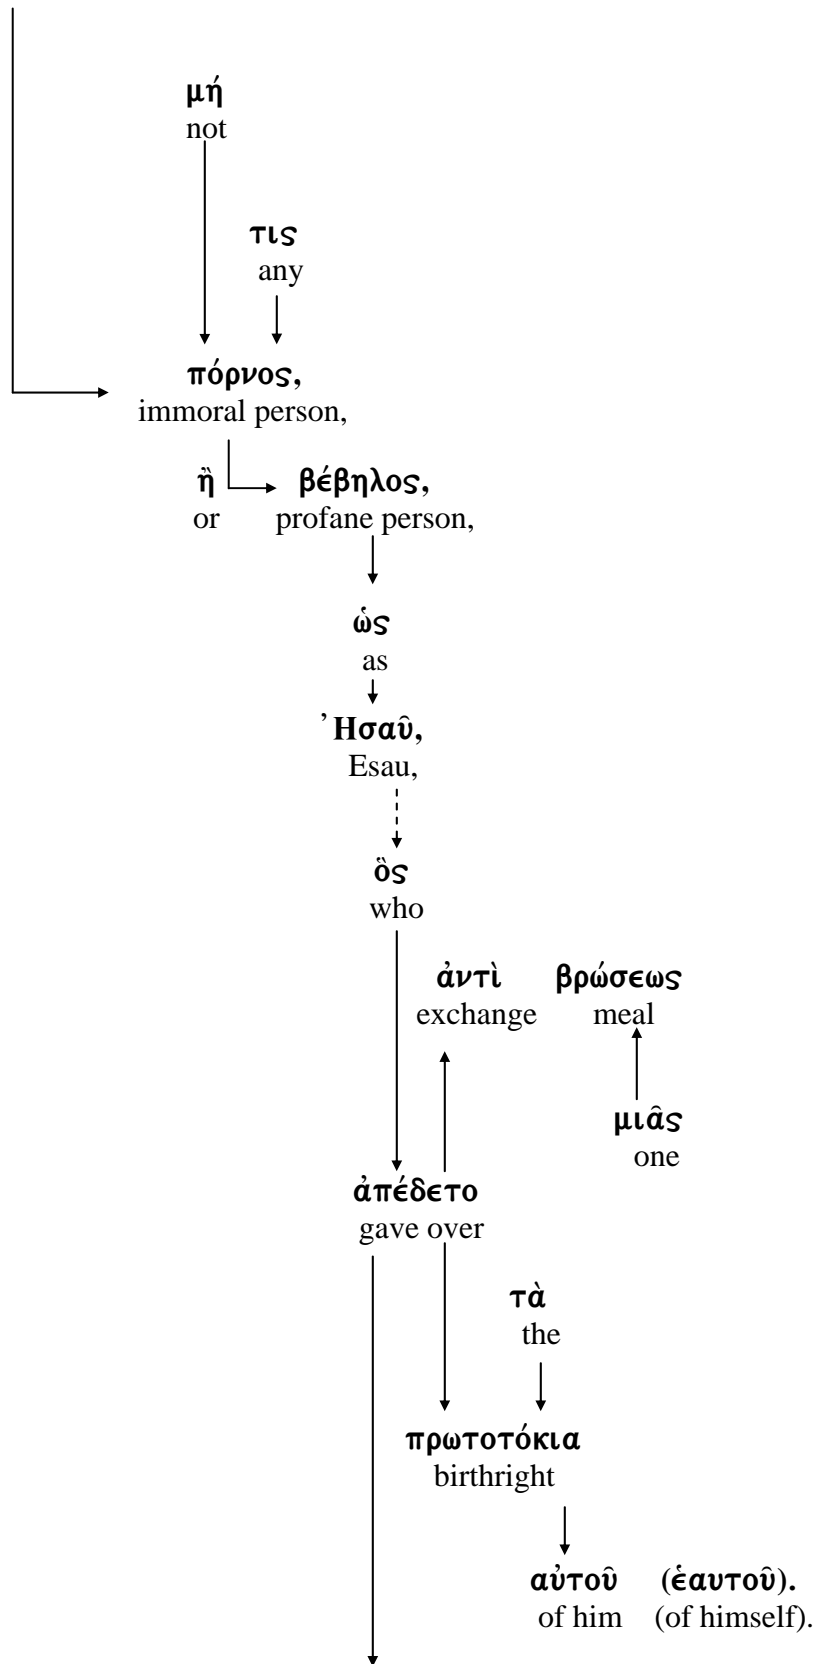 μή
not
τις
any
πόρνος,
immoral person,
ἢ βέβηλος,
or profane person,
ὡς
as
Ἠσαῦ,
Esau,
ὃς
who
ἀντὶ βρώσεως
exchange meal
μιᾶς
one
ἀπέδετο
gave over
τὰ
the
πρωτοτόκια
birthright
αὐτοῦ (ἑαυτοῦ).
of him (of himself).